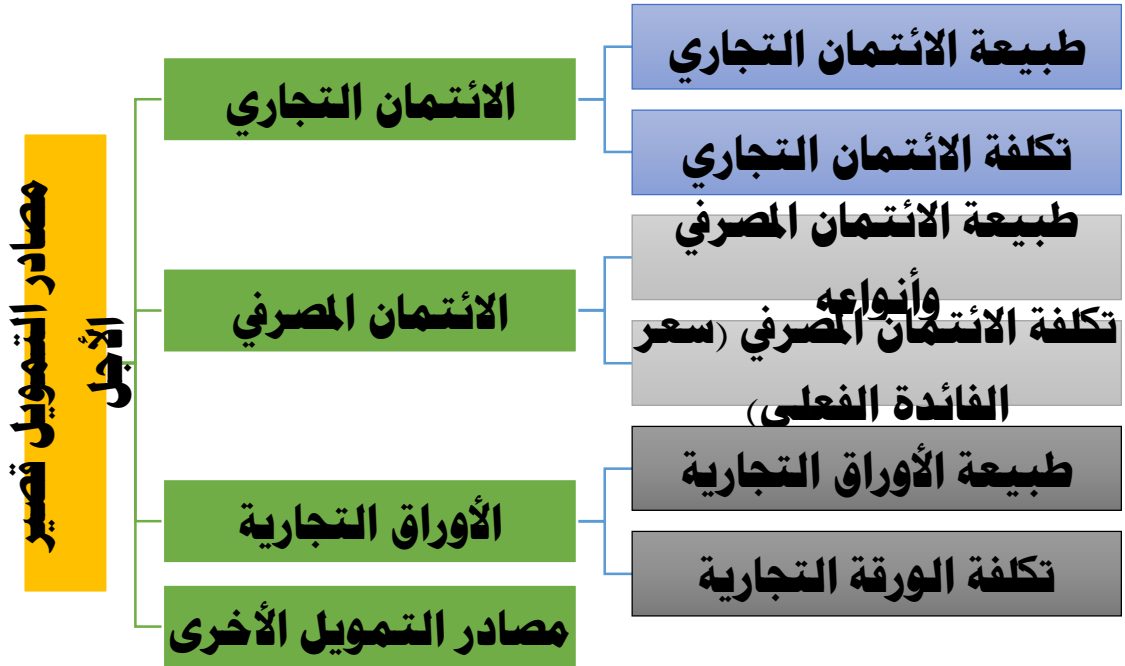 مصادر التمويل قصير
الأجل
الائتمان التجاري
طبيعة الائتمان التجاري
تكلفة الائتمان التجاري
الائتمان المصرفي
طبيعة الائتمان المصرفي
وأنواعه
تكلفة الائتمان المصرفي (سعر
الفائدة الفعلي)
الأوراق التجارية
طبيعة الأوراق التجارية
تكلفة الورقة التجارية
مصادر التمويل الأخرى